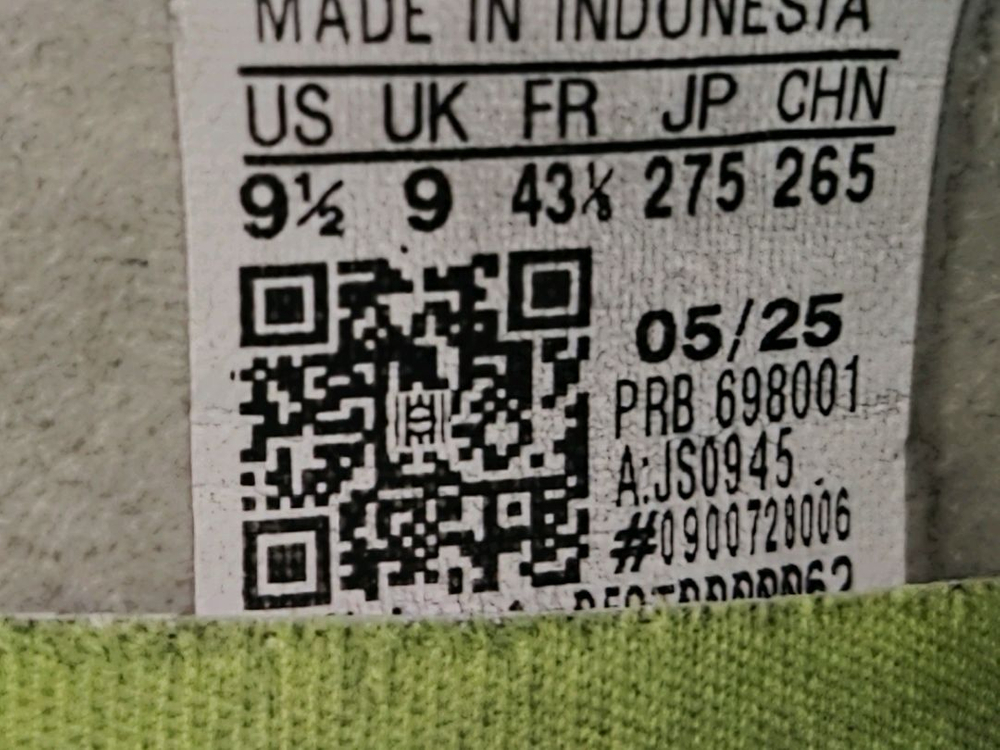 MADE IN INDONESIA
US UK FR JP CHN
9½ 9 43⅓ 275 265
05/25
PRB 698001
A:JS0945
#0900728006